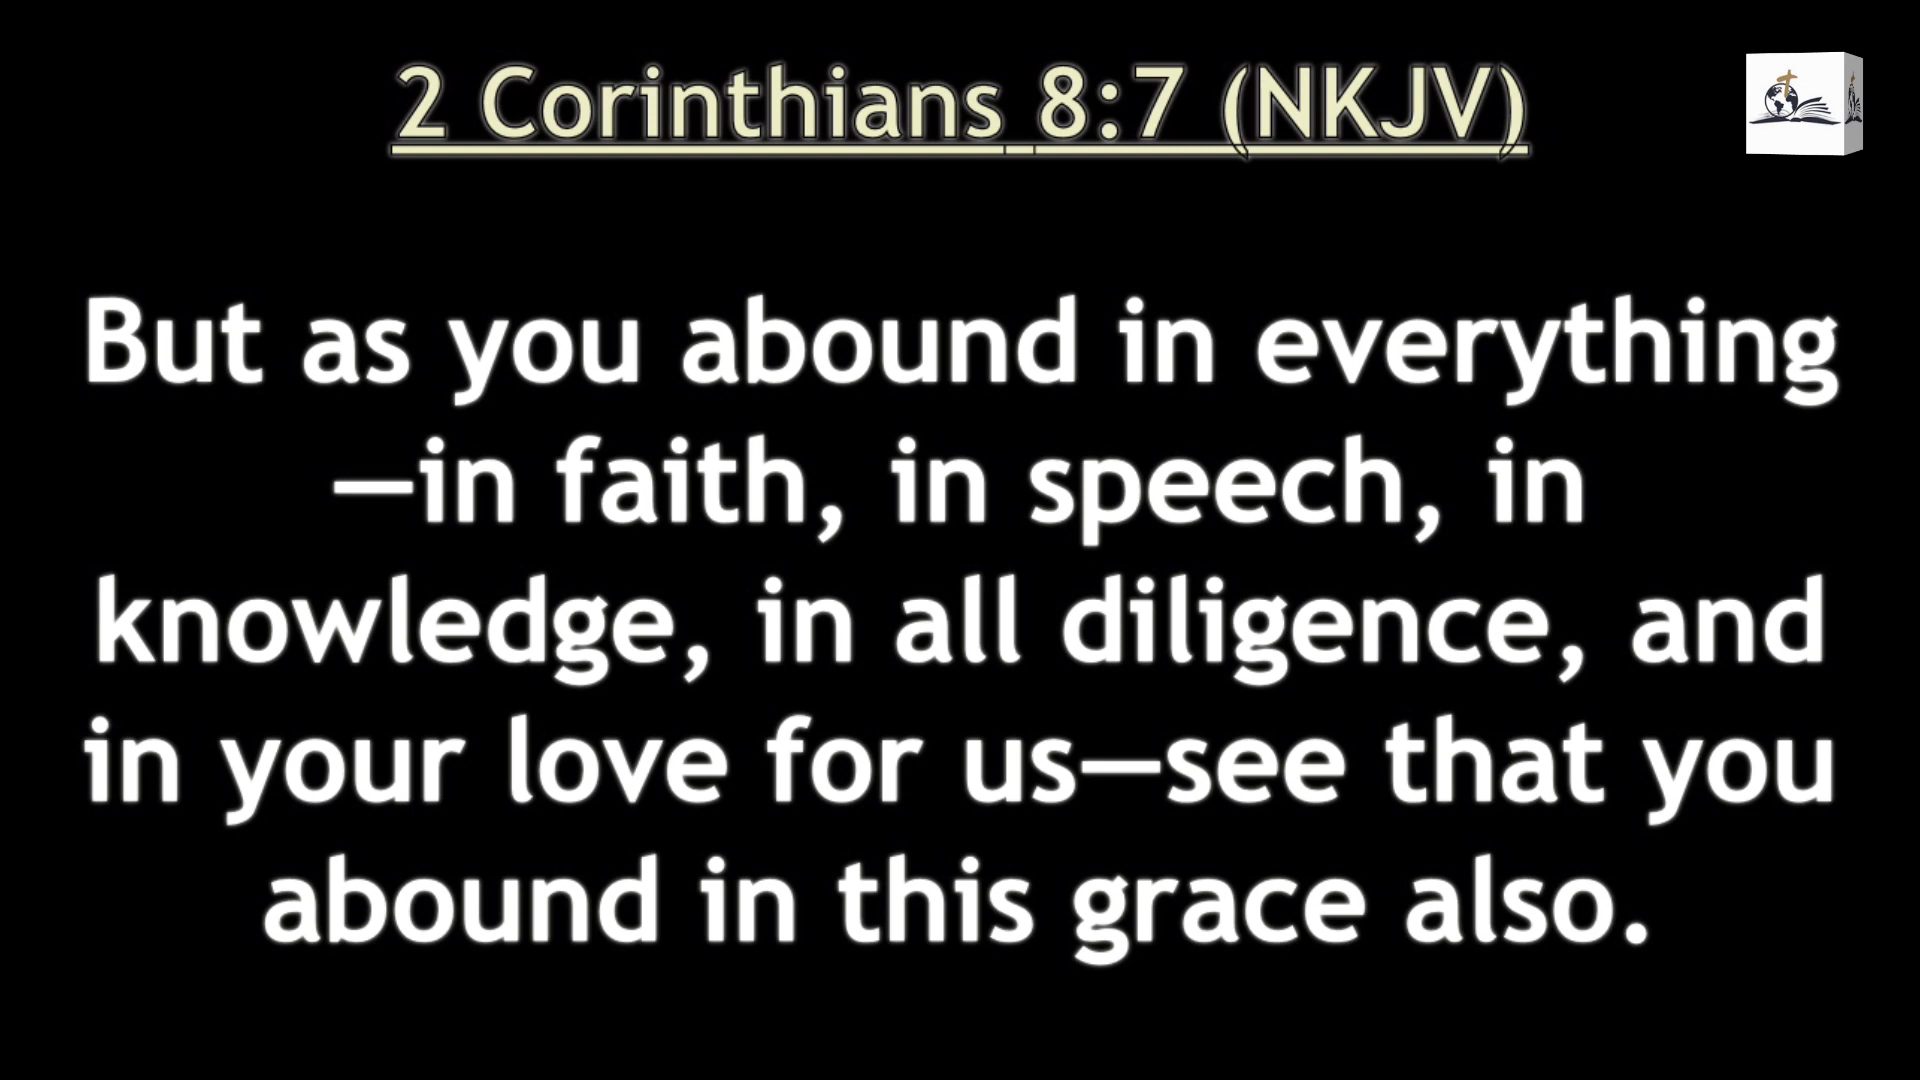 2 Corinthians 8:7 (NKJV)
But as you abound in everything
—in faith, in speech, in
knowledge, in all diligence, and
in your love for us—see that you
abound in this grace also.